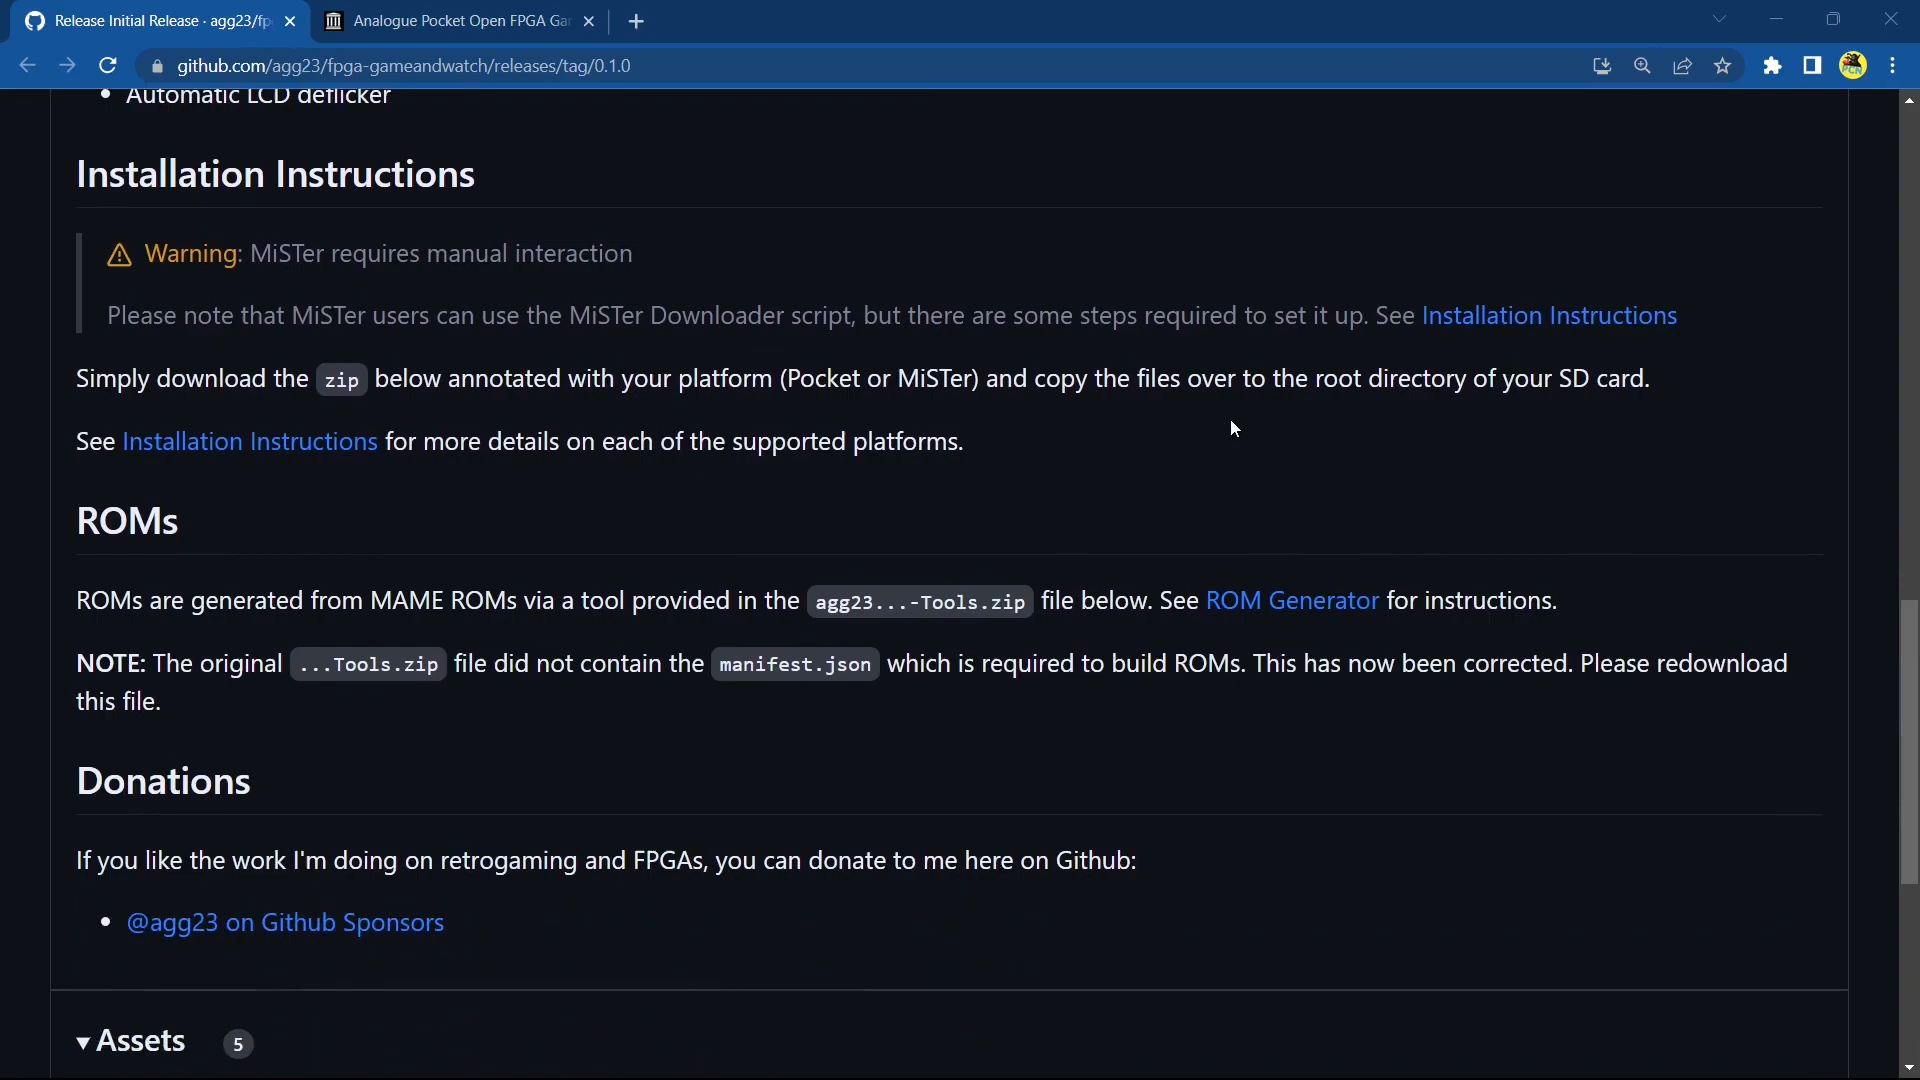 Release Initial Release · agg23/fp
Analogue Pocket Open FPGA Ga
github.com/agg23/fpga-gameandwatch/releases/tag/0.1.0
PCN
Automatic LCD deflicker
Installation Instructions
Warning: MiSTer requires manual interaction
Please note that MiSTer users can use the MiSTer Downloader script, but there are some steps required to set it up. See Installation Instructions
Simply download the zip below annotated with your platform (Pocket or MiSTer) and copy the files over to the root directory of your SD card.
See Installation Instructions for more details on each of the supported platforms.
ROMs
ROMs are generated from MAME ROMs via a tool provided in the agg23...-Tools.zip file below. See ROM Generator for instructions.
NOTE: The original ...Tools.zip file did not contain the manifest.json which is required to build ROMs. This has now been corrected. Please redownload
this file.
Donations
If you like the work I'm doing on retrogaming and FPGAs, you can donate to me here on Github:
@agg23 on Github Sponsors
Assets 5